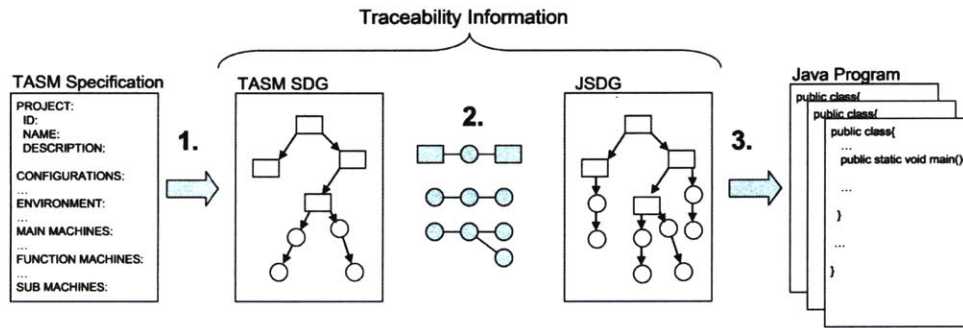 Traceability Information
TASM Specification
PROJECT:
ID:
NAME:
DESCRIPTION:
CONFIGURATIONS:
...
ENVIRONMENT:
...
MAIN MACHINES:
...
FUNCTION MACHINES:
...
SUB MACHINES:
1.
TASM SDG
2.
JSDG
3.
Java Program
public class{
public class{
public class{
...
public static void main()
...
}
...
}